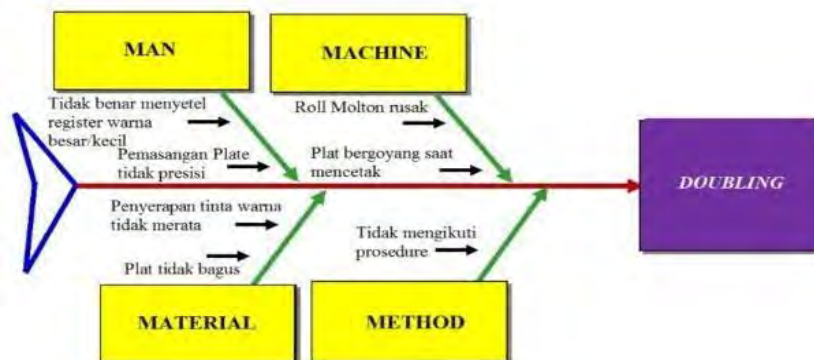 MAN
MACHINE
Tidak benar menyetel
register warna
besar/kecil
Roll Molton rusak
Pemasangan Plate
tidak presisi
Plat bergoyang saat
mencetak
DOUBLING
Penyerapan tinta warna
tidak merata
Plat tidak bagus
Tidak mengikuti
prosedure
MATERIAL
METHOD